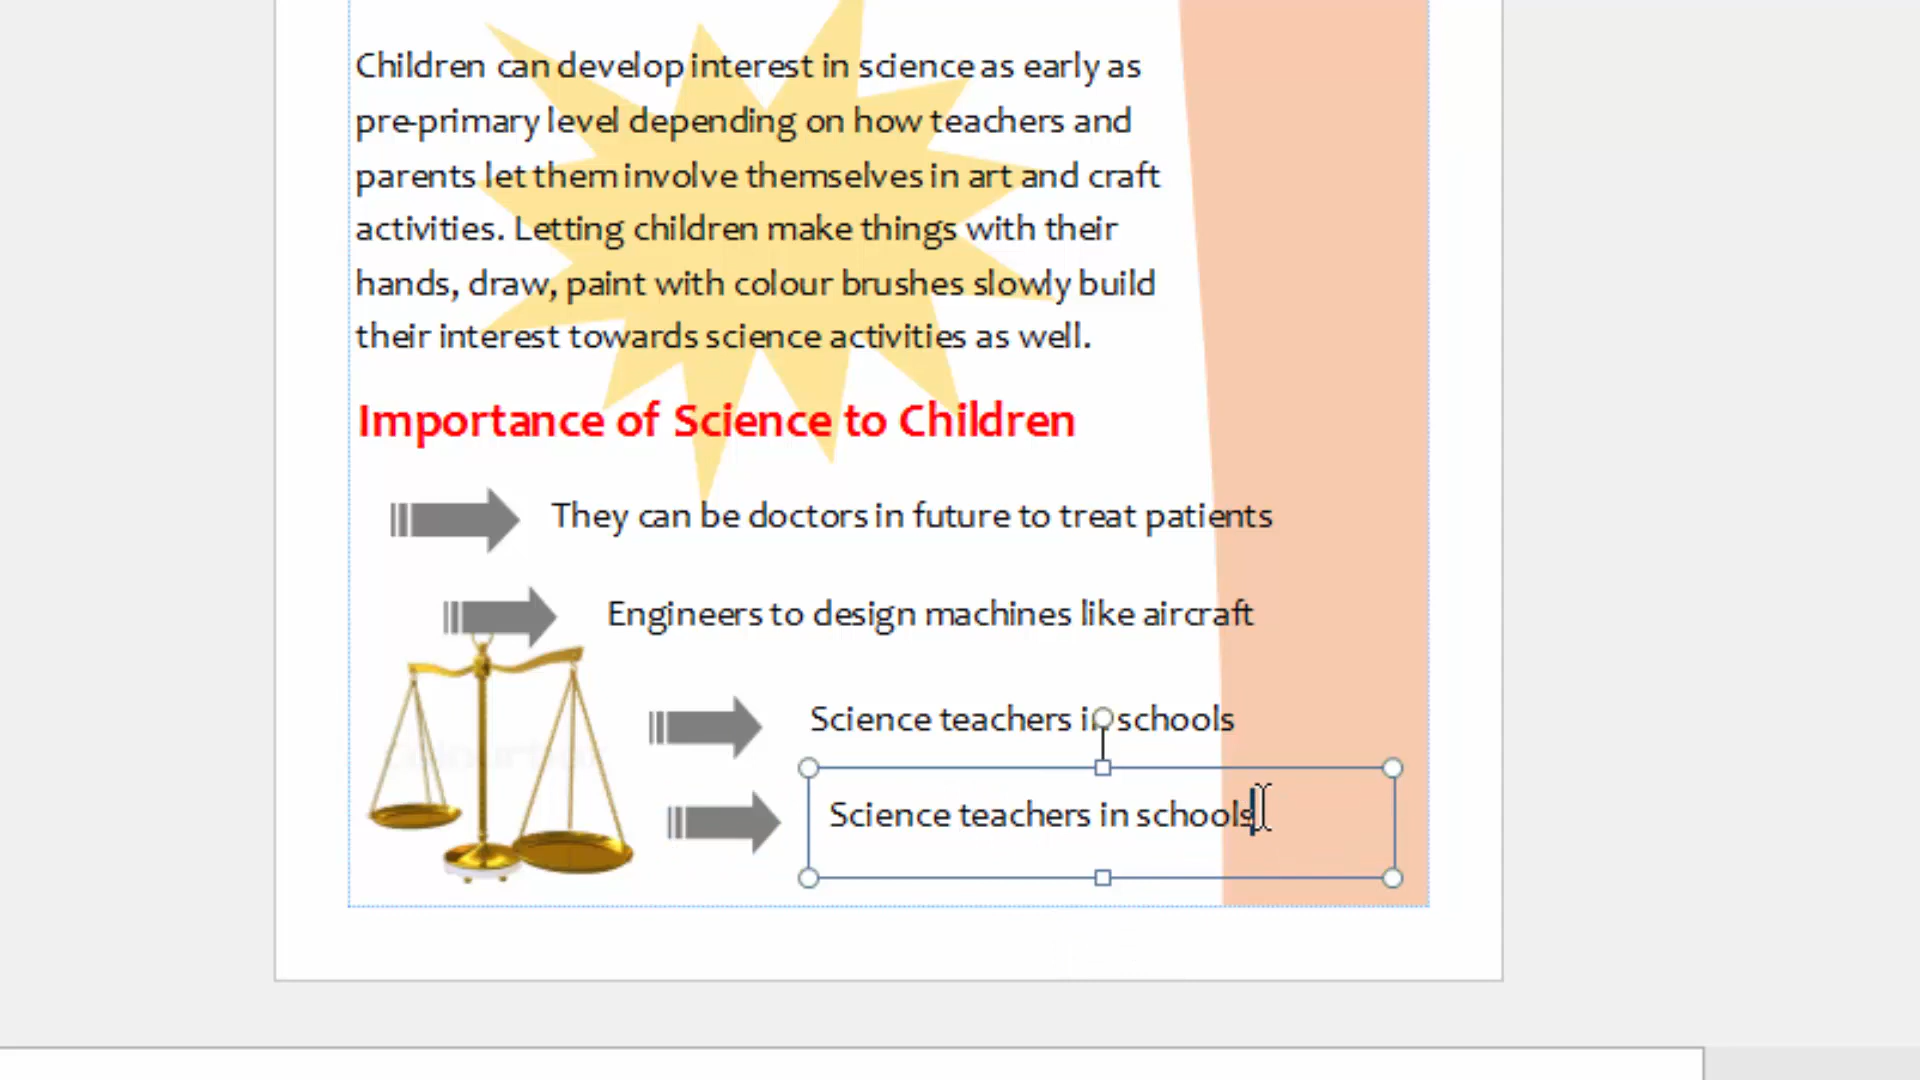 Children can develop interest in science as early as
pre-primary level depending on how teachers and
parents let them involve themselves in art and craft
activities. Letting children make things with their
hands, draw, paint with colour brushes slowly build
their interest towards science activities as well.
Importance of Science to Children
They can be doctors in future to treat patients
Engineers to design machines like aircraft
Science teachers in schools
Science teachers in schools